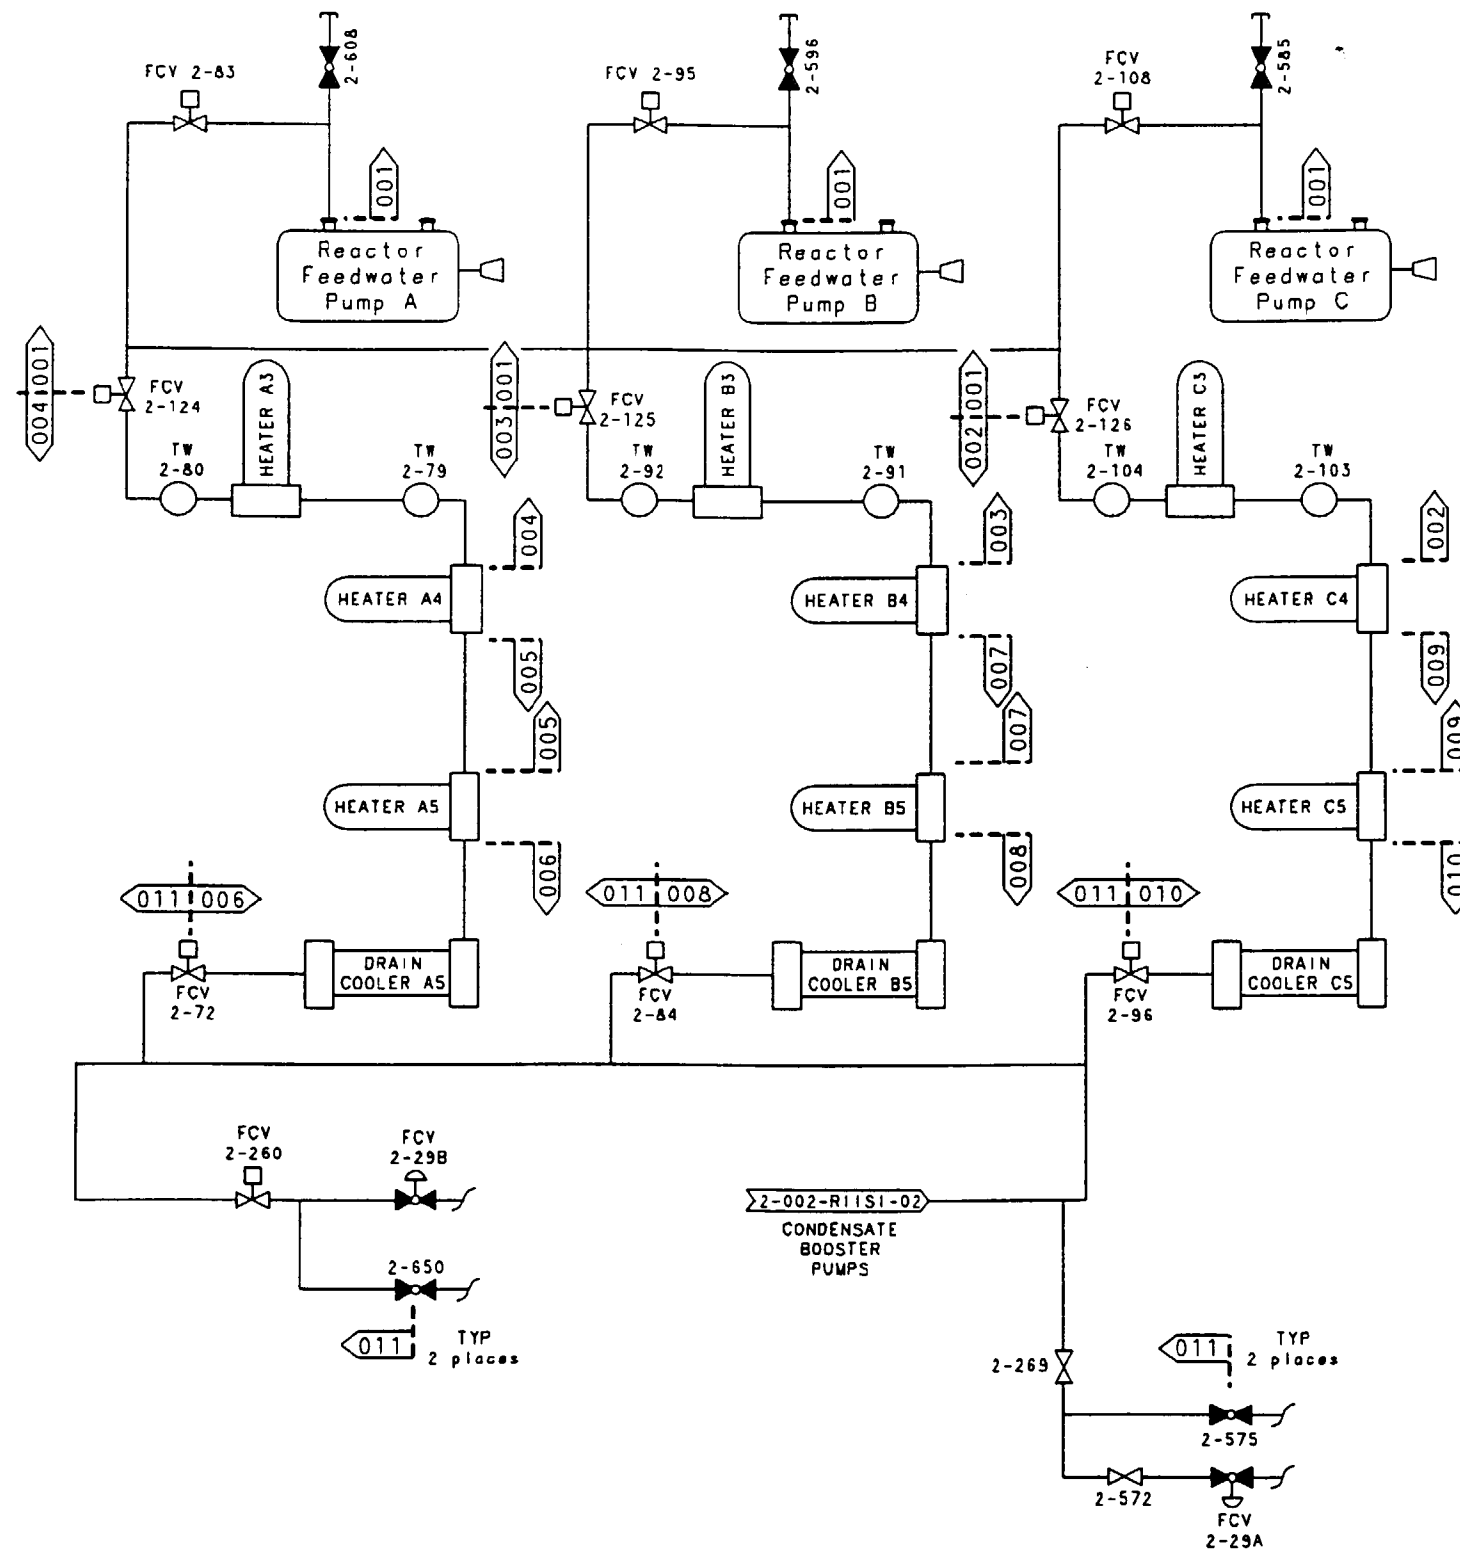 2-608
2-596
2-585
FCV 2-83
FCV 2-95
FCV
2-108
001
001
001
Reactor
Feedwater
Pump A
Reactor
Feedwater
Pump B
Reactor
Feedwater
Pump C
004 001
FCV
2-124
HEATER A3
003 001
FCV
2-125
HEATER B3
002 001
FCV
2-126
HEATER C3
TW
2-80
TW
2-79
TW
2-92
TW
2-91
TW
2-104
TW
2-103
004
003
002
HEATER A4
HEATER B4
HEATER C4
005
007
009
005
007
009
HEATER A5
HEATER B5
HEATER C5
006
008
010
011 006
011 008
011 010
FCV
2-72
DRAIN
COOLER A5
FCV
2-84
DRAIN
COOLER B5
FCV
2-96
DRAIN
COOLER C5
FCV
2-260
FCV
2-29B
2-650
011
TYP
2 places
2-002-R11S1-02
CONDENSATE
BOOSTER
PUMPS
2-269
011
TYP
2 places
2-575
2-572
FCV
2-29A